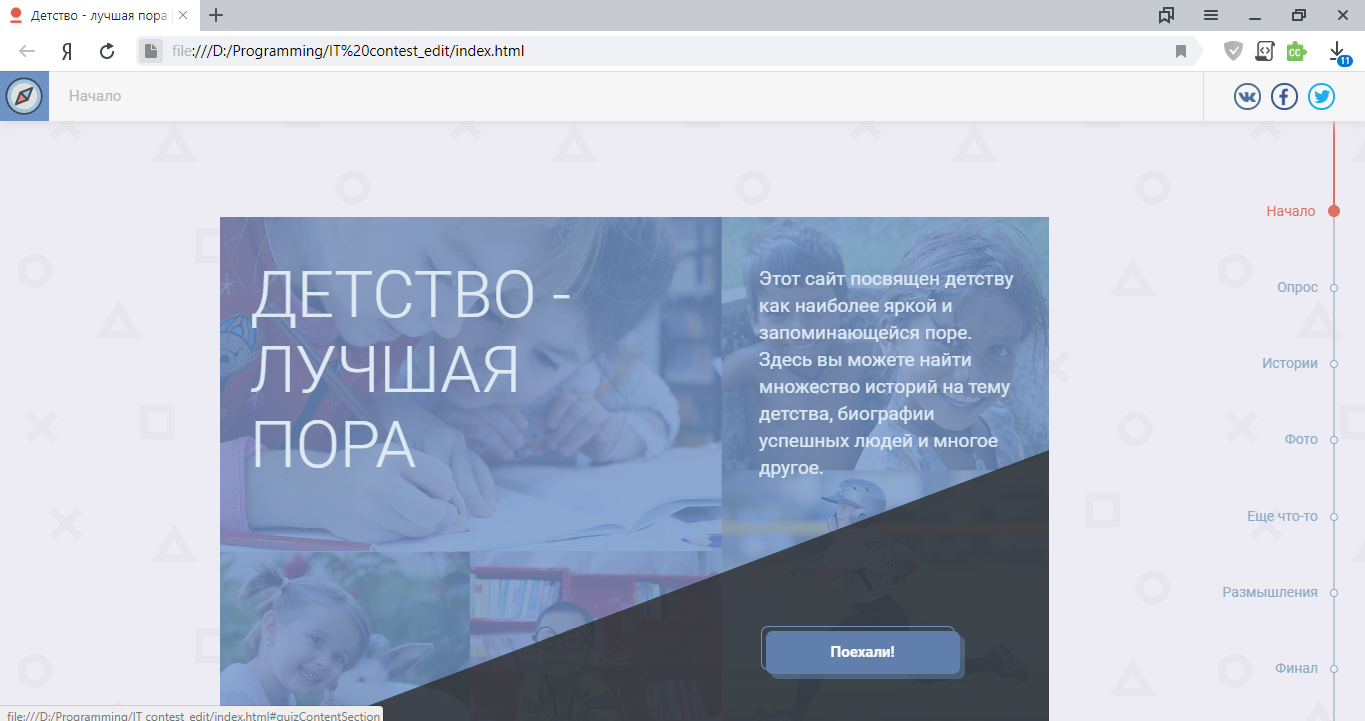 Детство - лучшая пора
file:///D:/Programming/IT%20contest_edit/index.html
CC
11
Начало
Начало
Опрос
Истории
Фото
Еще что-то
Размышления
Финал
ДЕТСТВО -
ЛУЧШАЯ
ПОРА
Этот сайт посвящен детству
как наиболее яркой и
запоминающейся поре.
Здесь вы можете найти
множество историй на тему
детства, биографии
успешных людей и многое
другое.
Поехали!
file:///D:/Programming/IT contest_edit/index.html#quizContentSection